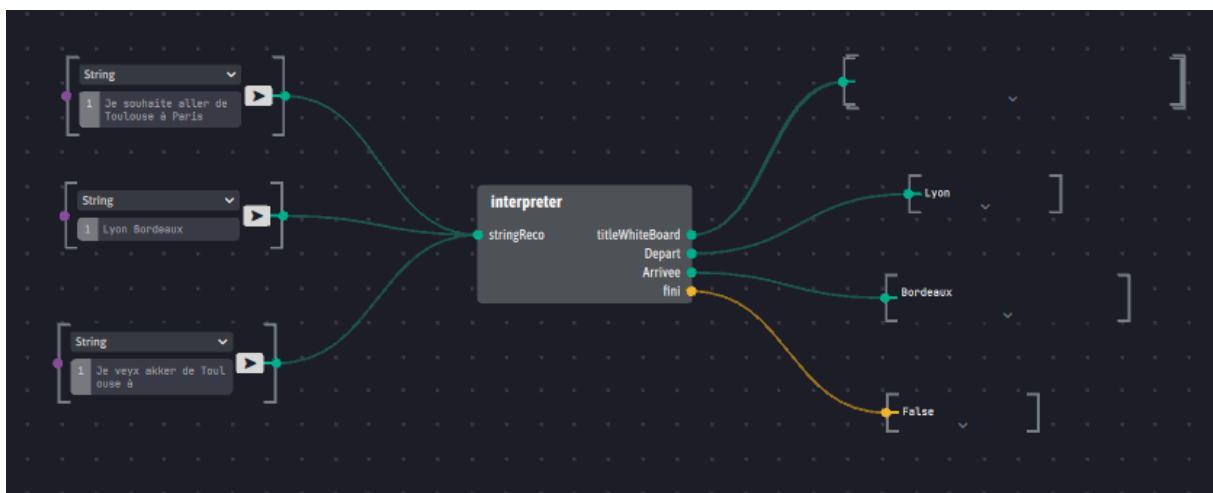 String
1 Je souhaite aller de
Toulouse à Paris
String
1 Lyon Bordeaux
String
1 Je veyx akker de Toul
ouse à
interpreter
stringReco
titleWhiteBoard
Depart
Arrivee
fini
Lyon
Bordeaux
False